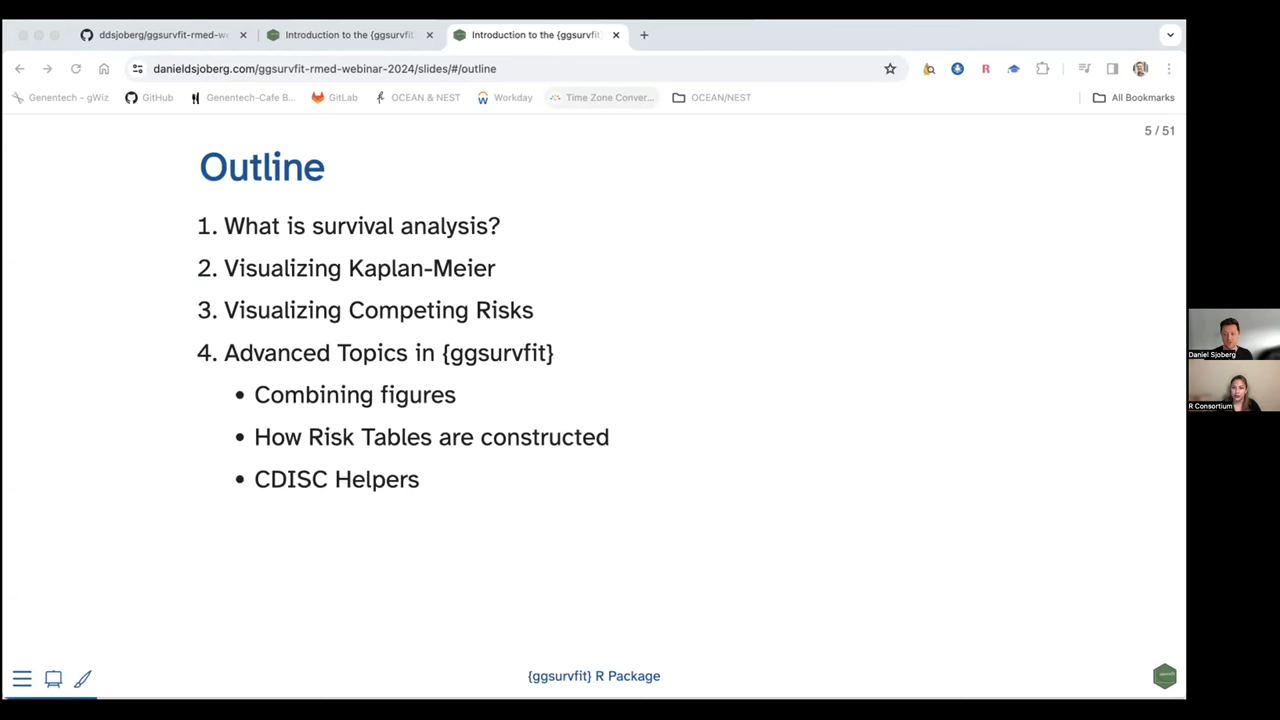 ddsjoberg/ggsurvfit-rmed-we
Introduction to the {ggsurvfit}
Introduction to the {ggsurvfit}
danieldsjoberg.com/ggsurvfit-rmed-webinar-2024/slides/#/outline
Genentech - gWiz
GitHub
Genentech-Cafe B...
GitLab
OCEAN & NEST
Workday
Time Zone Conver...
OCEAN/NEST
All Bookmarks
5 / 51
Outline
1. What is survival analysis?
2. Visualizing Kaplan-Meier
3. Visualizing Competing Risks
4. Advanced Topics in {ggsurvfit}
• Combining figures
• How Risk Tables are constructed
• CDISC Helpers
Daniel Sjoberg
R Consortium
{ggsurvfit} R Package